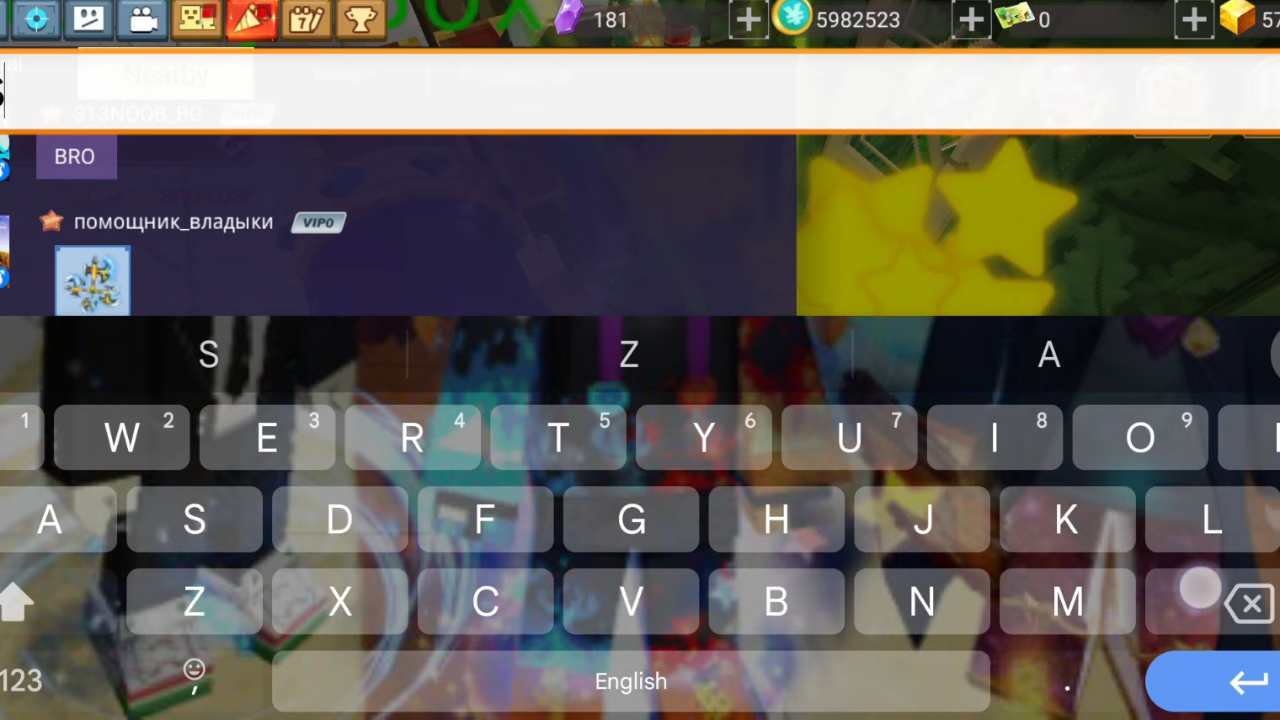 181
5982523
0
57
Nearby
313NOOB_BG
BRO
помощник_владыки VIP0
S
S Z A
1 W 2 E 3 R 4 T 5 Y 6 U 7 I 8 O 9
A S D F G H J K L
Z X C V B N M
123 , English .